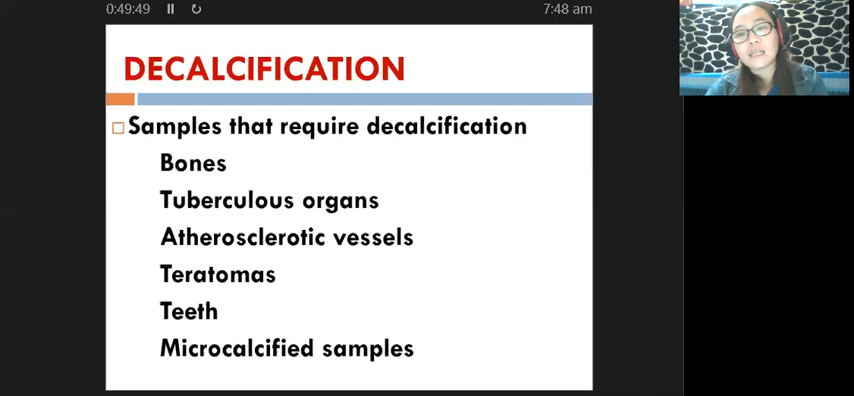 0:49:49
7:48 am
DECALCIFICATION
Samples that require decalcification
Bones
Tuberculous organs
Atherosclerotic vessels
Teratomas
Teeth
Microcalcified samples